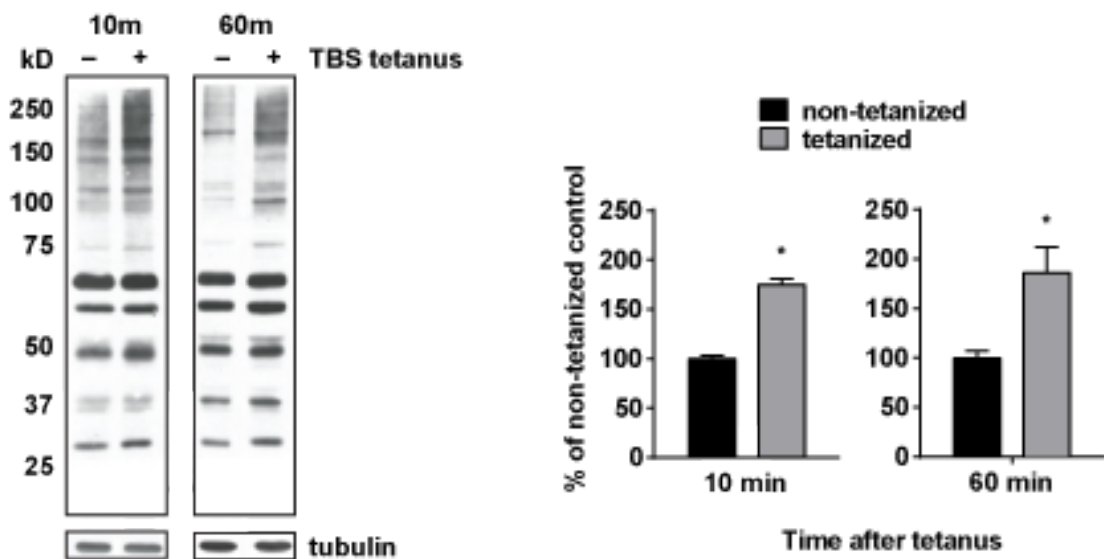 10m 60m
kD – + – + TBS tetanus
250
150
100
75
50
37
25
tubulin
non-tetanized
tetanized
% of non-tetanized control
250
200
150
100
50
0
*
10 min
250
200
150
100
50
0
*
60 min
Time after tetanus